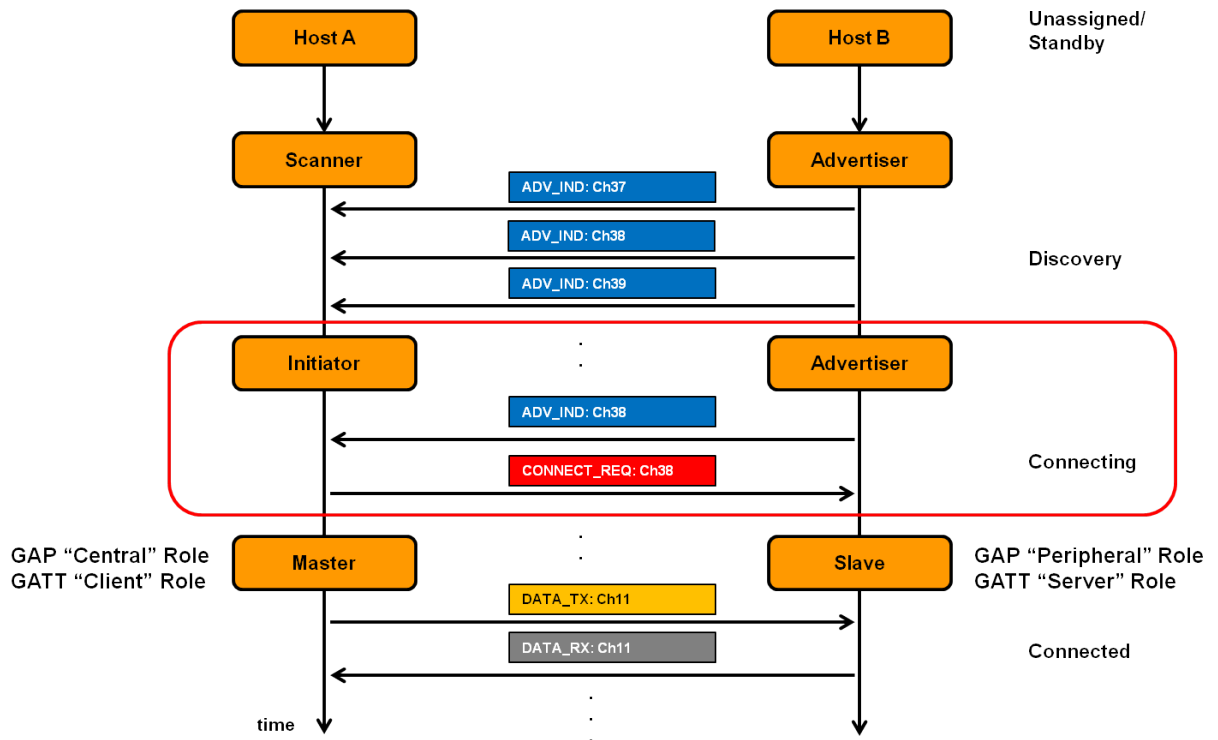 Host A
Host B
Unassigned/
Standby
Scanner
Advertiser
ADV_IND: Ch37
ADV_IND: Ch38
Discovery
ADV_IND: Ch39
Initiator
Advertiser
ADV_IND: Ch38
CONNECT_REQ: Ch38
Connecting
GAP “Central” Role
GATT “Client” Role
Master
Slave
GAP “Peripheral” Role
GATT “Server” Role
DATA_TX: Ch11
DATA_RX: Ch11
Connected
time